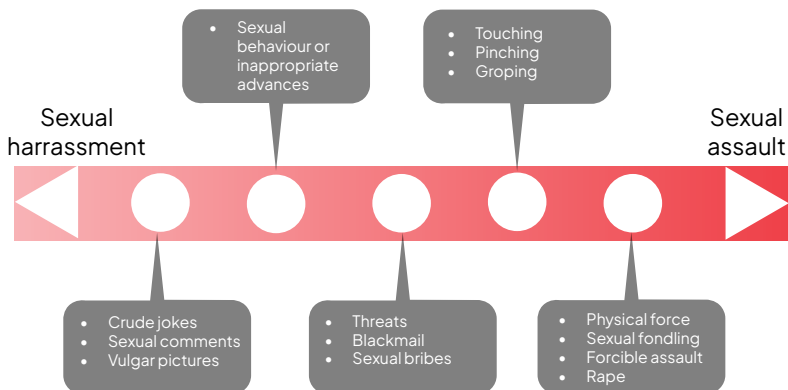 • Sexual
behaviour or
inappropriate
advances
• Touching
• Pinching
• Groping
Sexual
harrassment
Sexual
assault
• Crude jokes
• Sexual comments
• Vulgar pictures
• Threats
• Blackmail
• Sexual bribes
• Physical force
• Sexual fondling
• Forcible assault
• Rape